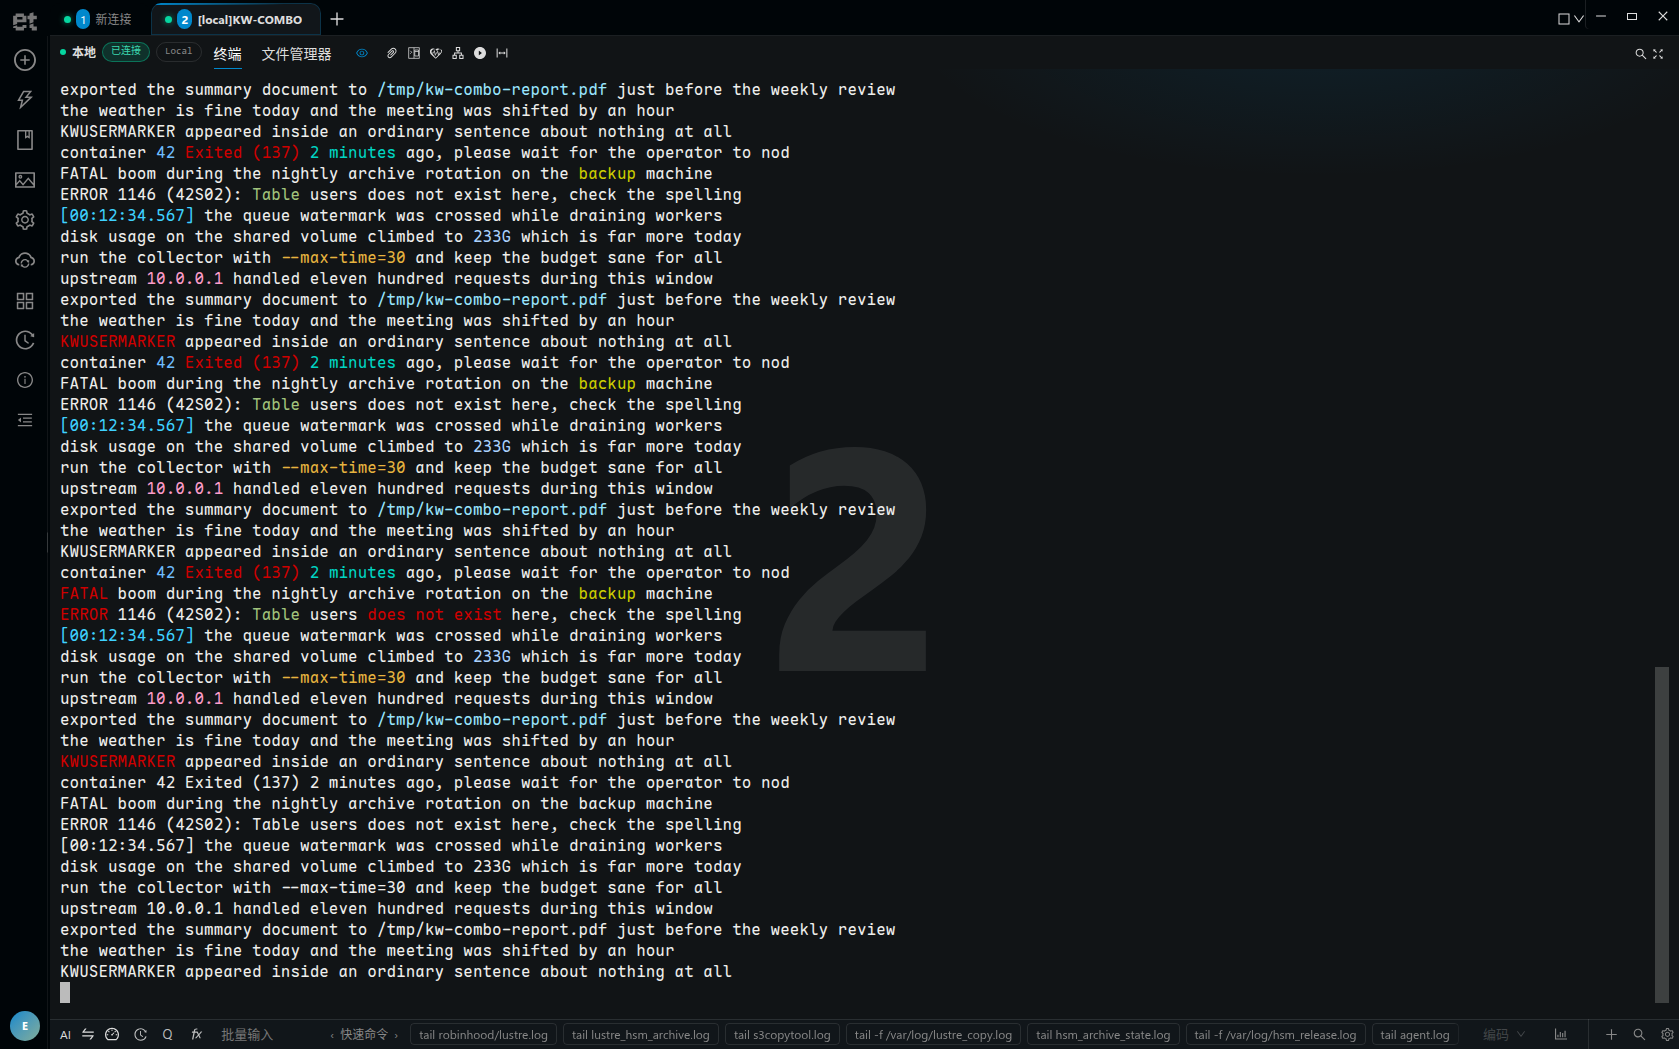 et
1 新连接
2 [local]KW-COMBO
本地 已连接 Local 终端 文件管理器
exported the summary document to /tmp/kw-combo-report.pdf just before the weekly review
the weather is fine today and the meeting was shifted by an hour
KWUSERMARKER appeared inside an ordinary sentence about nothing at all
container 42 Exited (137) 2 minutes ago, please wait for the operator to nod
FATAL boom during the nightly archive rotation on the backup machine
ERROR 1146 (42S02): Table users does not exist here, check the spelling
[00:12:34.567] the queue watermark was crossed while draining workers
disk usage on the shared volume climbed to 233G which is far more today
run the collector with --max-time=30 and keep the budget sane for all
upstream 10.0.0.1 handled eleven hundred requests during this window
exported the summary document to /tmp/kw-combo-report.pdf just before the weekly review
the weather is fine today and the meeting was shifted by an hour
KWUSERMARKER appeared inside an ordinary sentence about nothing at all
container 42 Exited (137) 2 minutes ago, please wait for the operator to nod
FATAL boom during the nightly archive rotation on the backup machine
ERROR 1146 (42S02): Table users does not exist here, check the spelling
[00:12:34.567] the queue watermark was crossed while draining workers
disk usage on the shared volume climbed to 233G which is far more today
run the collector with --max-time=30 and keep the budget sane for all
upstream 10.0.0.1 handled eleven hundred requests during this window
exported the summary document to /tmp/kw-combo-report.pdf just before the weekly review
the weather is fine today and the meeting was shifted by an hour
KWUSERMARKER appeared inside an ordinary sentence about nothing at all
container 42 Exited (137) 2 minutes ago, please wait for the operator to nod
FATAL boom during the nightly archive rotation on the backup machine
ERROR 1146 (42S02): Table users does not exist here, check the spelling
[00:12:34.567] the queue watermark was crossed while draining workers
disk usage on the shared volume climbed to 233G which is far more today
run the collector with --max-time=30 and keep the budget sane for all
upstream 10.0.0.1 handled eleven hundred requests during this window
exported the summary document to /tmp/kw-combo-report.pdf just before the weekly review
the weather is fine today and the meeting was shifted by an hour
KWUSERMARKER appeared inside an ordinary sentence about nothing at all
container 42 Exited (137) 2 minutes ago, please wait for the operator to nod
FATAL boom during the nightly archive rotation on the backup machine
ERROR 1146 (42S02): Table users does not exist here, check the spelling
[00:12:34.567] the queue watermark was crossed while draining workers
disk usage on the shared volume climbed to 233G which is far more today
run the collector with --max-time=30 and keep the budget sane for all
upstream 10.0.0.1 handled eleven hundred requests during this window
exported the summary document to /tmp/kw-combo-report.pdf just before the weekly review
the weather is fine today and the meeting was shifted by an hour
KWUSERMARKER appeared inside an ordinary sentence about nothing at all
2
E
AI Q fx 批量输入 ‹ 快速命令 › tail robinhood/lustre.log tail lustre_hsm_archive.log tail s3copytool.log tail -f /var/log/lustre_copy.log tail hsm_archive_state.log tail -f /var/log/hsm_release.log tail agent.log 编码